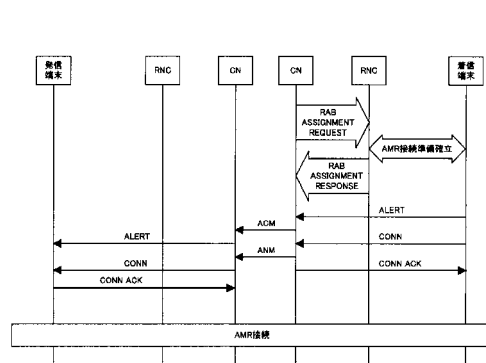 発信
端末
RNC
CN
CN
RNC
着信
端末
RAB
ASSIGNMENT
REQUEST
AMR接続準備確立
RAB
ASSIGNMENT
RESPONSE
ALERT
ACM
ALERT
CONN
ANM
CONN
CONN ACK
CONN ACK
AMR接続